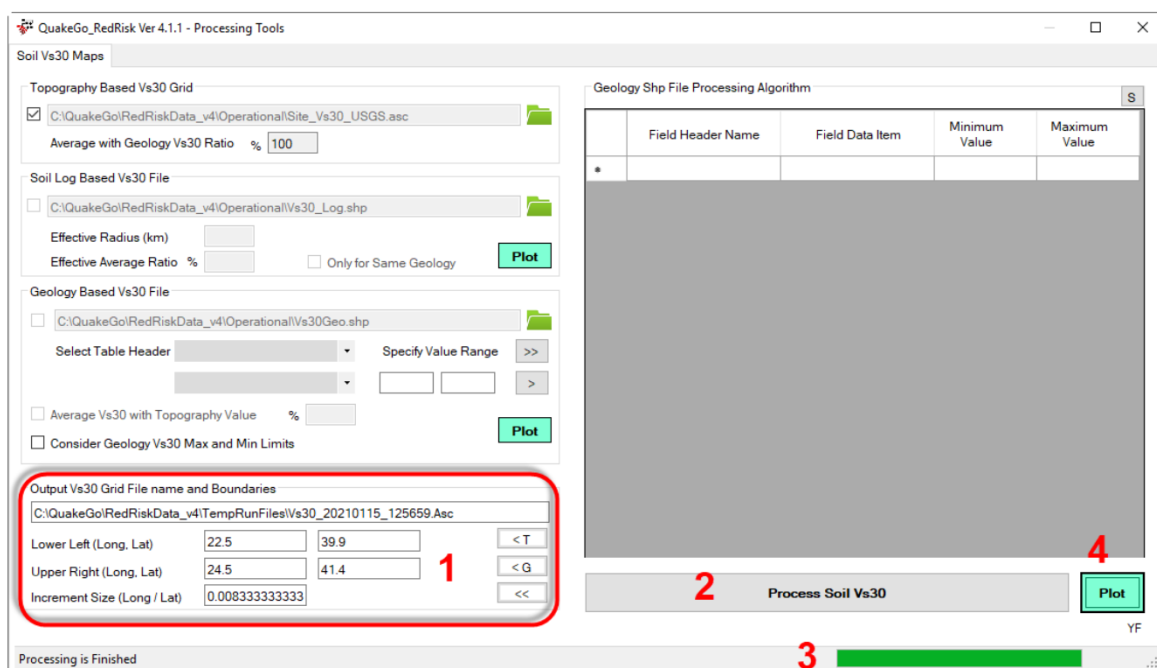 QuakeGo_RedRisk Ver 4.1.1 - Processing Tools
Soil Vs30 Maps
Topography Based Vs30 Grid
C:\QuakeGo\RedRiskData_v4\Operational\Site_Vs30_USGS.asc
Average with Geology Vs30 Ratio % 100
Soil Log Based Vs30 File
C:\QuakeGo\RedRiskData_v4\Operational\Vs30_Log.shp
Effective Radius (km)
Effective Average Ratio % Only for Same Geology Plot
Geology Based Vs30 File
C:\QuakeGo\RedRiskData_v4\Operational\Vs30Geo.shp
Select Table Header Specify Value Range >>
>
Average Vs30 with Topography Value %
Plot
Consider Geology Vs30 Max and Min Limits
Output Vs30 Grid File name and Boundaries
C:\QuakeGo\RedRiskData_v4\TempRunFiles\Vs30_20210115_125659.Asc
Lower Left (Long, Lat) 22.5 39.9 < T
Upper Right (Long, Lat) 24.5 41.4 1 < G
Increment Size (Long / Lat) 0.008333333333 <<
Geology Shp File Processing Algorithm S
Field Header Name Field Data Item Minimum Value Maximum Value
*
4
2 Process Soil Vs30 Plot
YF
Processing is Finished 3